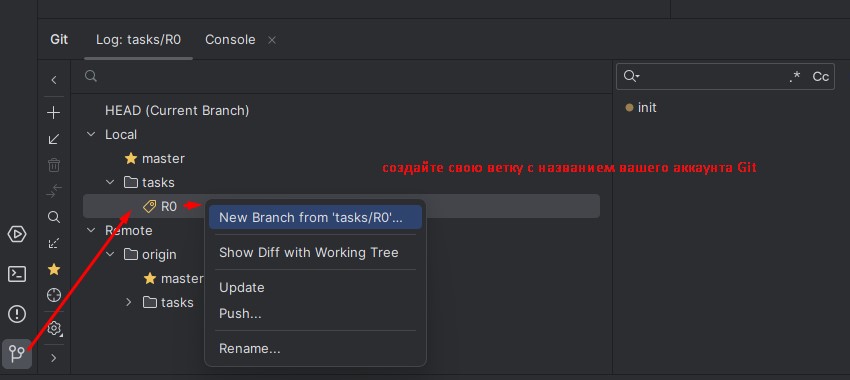 Git Log: tasks/R0 Console
.* Cc
HEAD (Current Branch)
init
Local
master
создайте свою ветку с названием вашего аккаунта Git
tasks
R0
New Branch from 'tasks/R0'...
Remote
Show Diff with Working Tree
origin
master
Update
tasks
Push...
Rename...